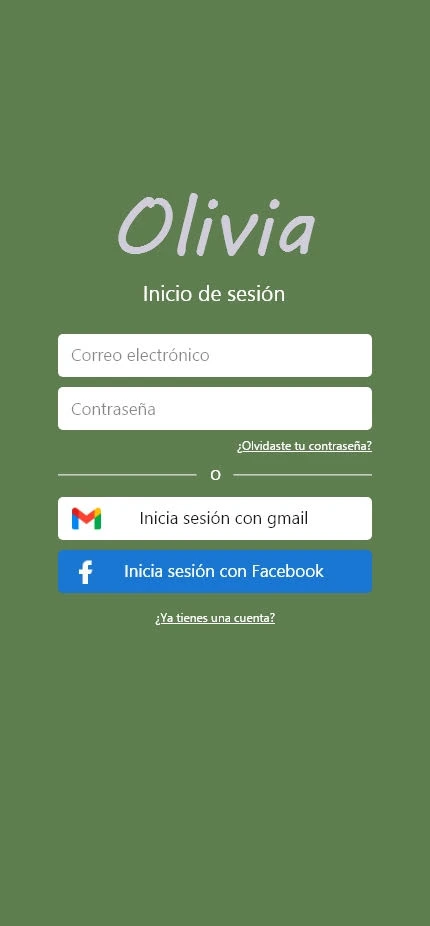 Olivia
Inicio de sesión
Correo electrónico
Contraseña
¿Olvidaste tu contraseña?
O
Inicia sesión con gmail
Inicia sesión con Facebook
¿Ya tienes una cuenta?